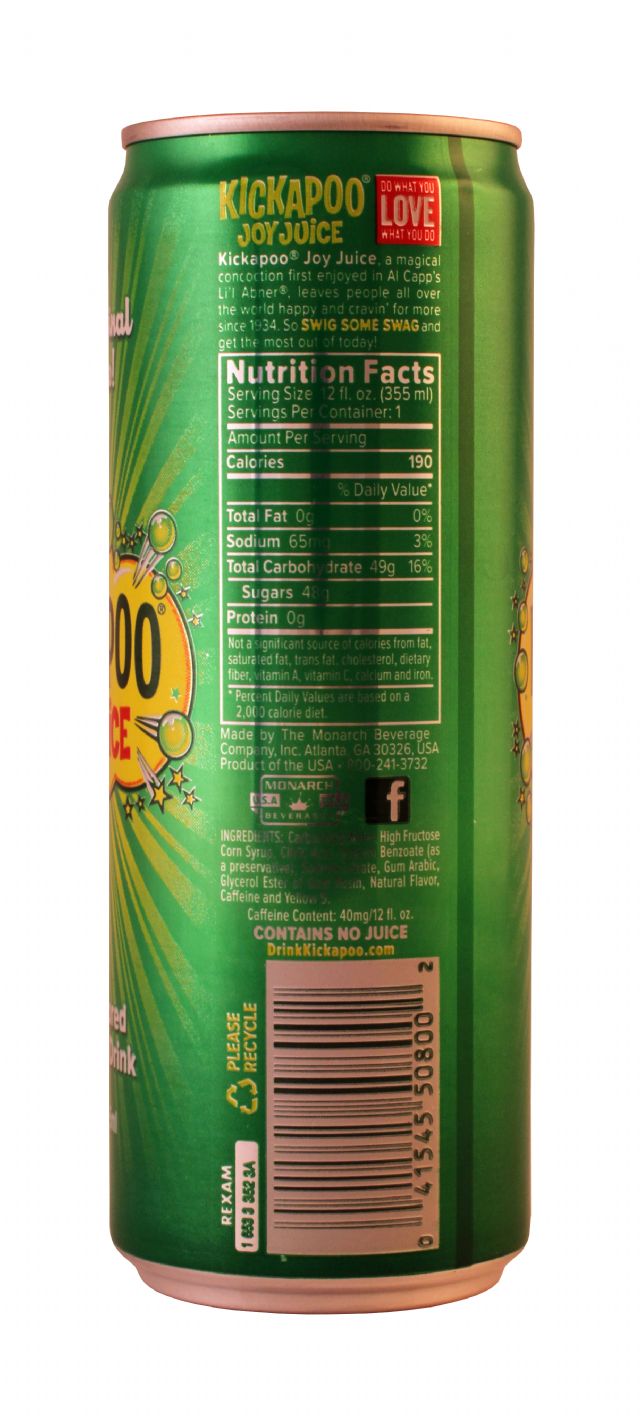 KICKAPOO®
JOY JUICE
DO WHAT YOU
LOVE
WHAT YOU DO
Kickapoo® Joy Juice, a magical
concoction first enjoyed in Al Capp's
Li'l Abner®, leaves people all over
the world happy and cravin' for more
since 1934. So SWIG SOME SWAG and
get the most out of today!
Nutrition Facts
Serving Size 12 fl. oz. (355 ml)
Servings Per Container: 1
Amount Per Serving
Calories 190
% Daily Value*
Total Fat 0g 0%
Sodium 65mg 3%
Total Carbohydrate 49g 16%
Sugars 48g
Protein 0g
Not a significant source of calories from fat,
saturated fat, trans fat, cholesterol, dietary
fiber, vitamin A, vitamin C, calcium and iron.
* Percent Daily Values are based on a
2,000 calorie diet.
Made by The Monarch Beverage
Company, Inc. Atlanta, GA 30326, USA
Product of the USA - 800-241-3732
MONARCH
U.S.A
BEVERAGE
f
INGREDIENTS: High Fructose
Corn Syrup, Benzoate (as
a preservative), Gum Arabic,
Glycerol Ester of Resin, Natural Flavor,
Caffeine and Yellow 5.
Caffeine Content: 40mg/12 fl. oz.
CONTAINS NO JUICE
DrinkKickapoo.com
POO®
CE
red
Drink
PLEASE
RECYCLE
REXAM
0 41545 50800 2